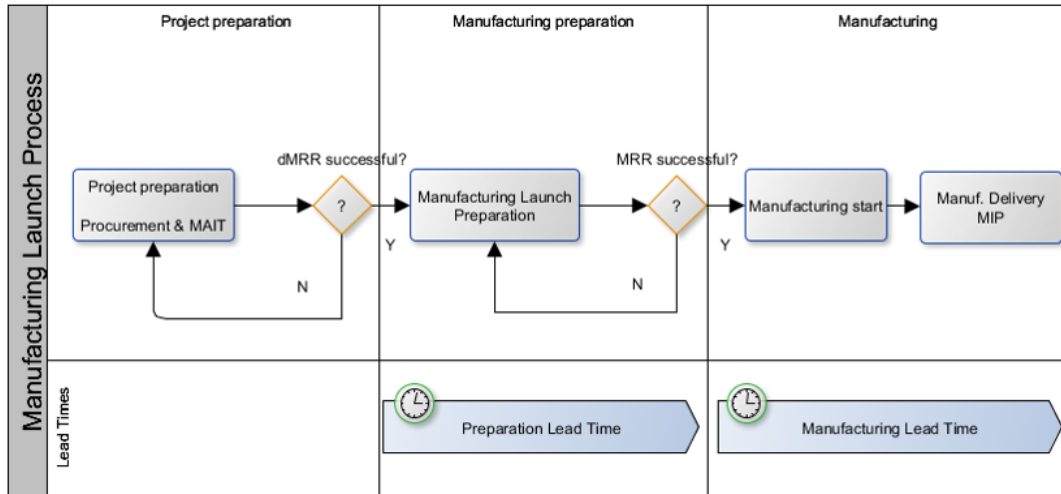 Manufacturing Launch Process
Project preparation
Manufacturing preparation
Manufacturing
dMRR successful?
MRR successful?
Project preparation
Procurement & MAIT
?
Manufacturing Launch
Preparation
?
Manufacturing start
Manuf. Delivery
MIP
Y
Y
N
N
Lead Times
Preparation Lead Time
Manufacturing Lead Time